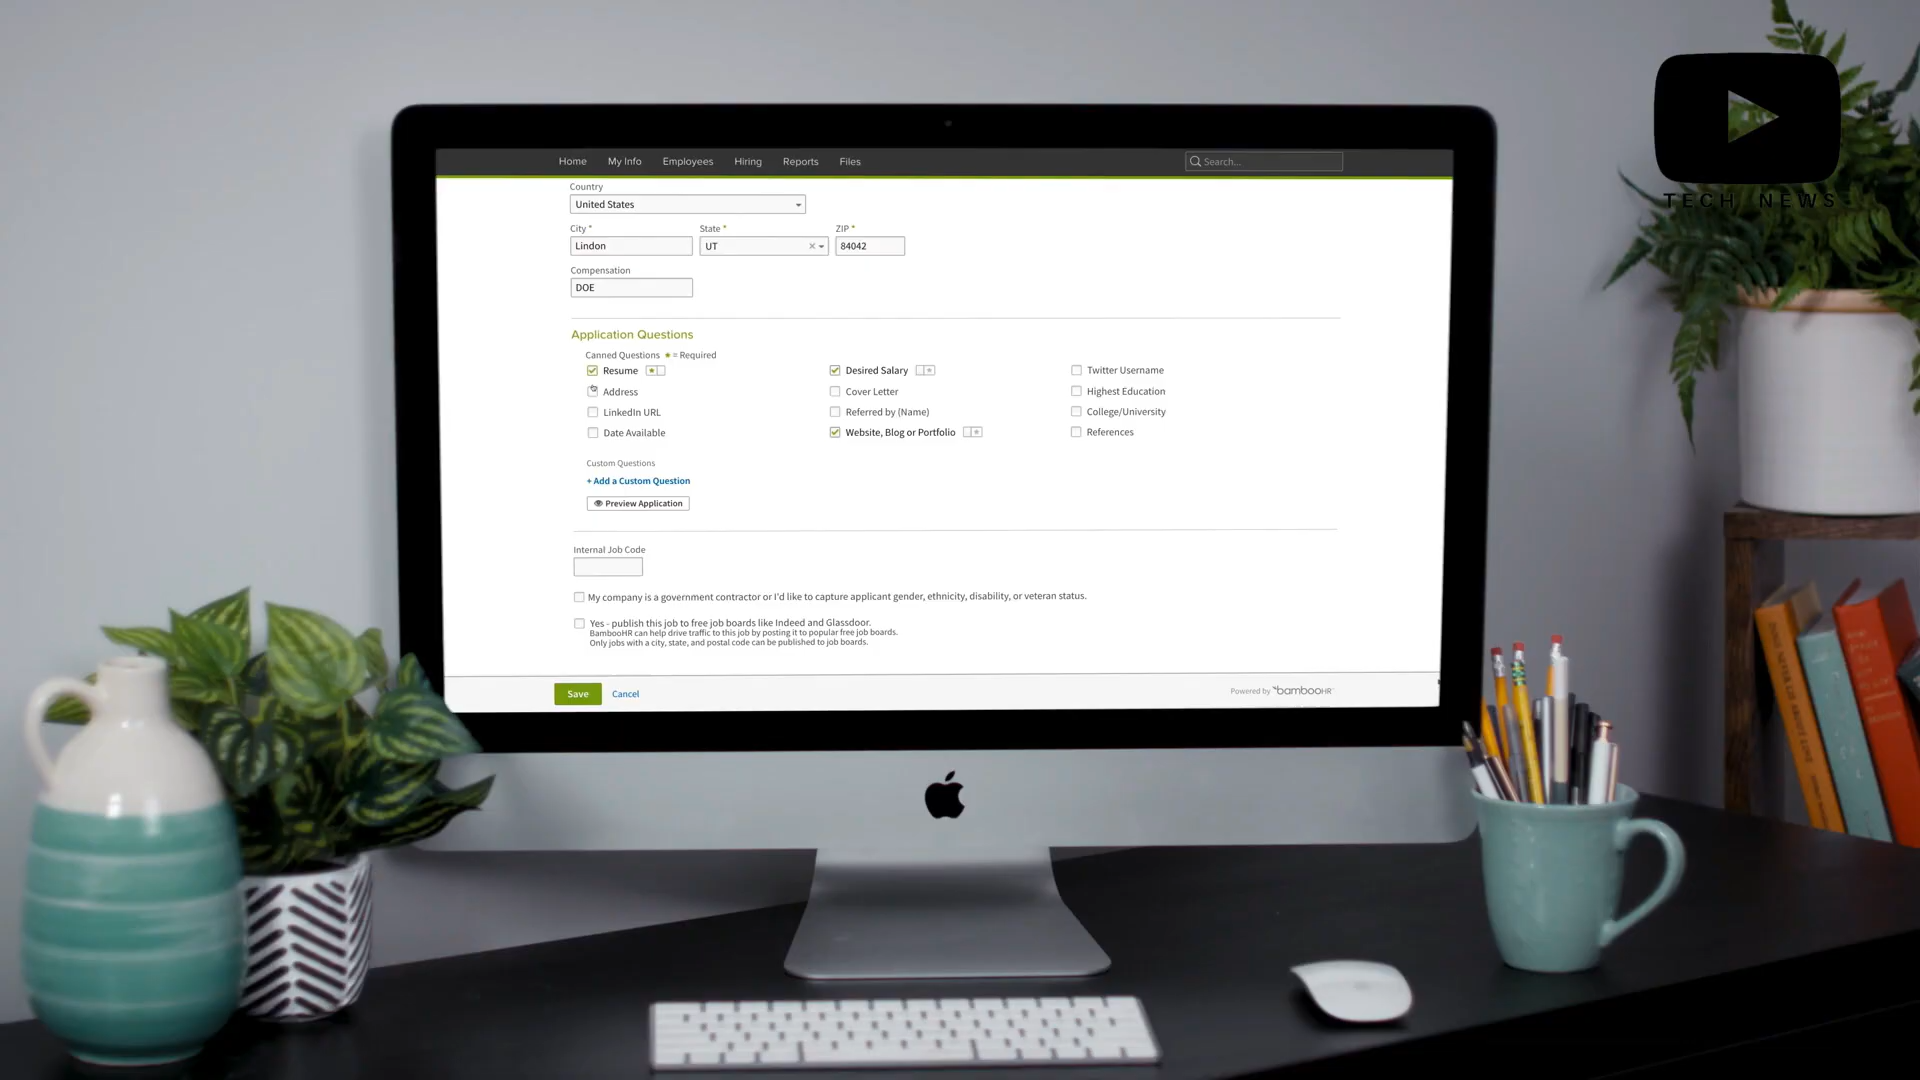 TECH NEWS
Home My Info Employees Hiring Reports Files Search...
Country
United States
City * State * ZIP *
Lindon UT 84042
Compensation
DOE
Application Questions
Canned Questions ★ = Required
Resume Desired Salary Twitter Username
Address Cover Letter Highest Education
LinkedIn URL Referred by (Name) College/University
Date Available Website, Blog or Portfolio References
Custom Questions
+ Add a Custom Question
Preview Application
Internal Job Code
My company is a government contractor or I'd like to capture applicant gender, ethnicity, disability, or veteran status.
Yes - publish this job to free job boards like Indeed and Glassdoor.
BambooHR can help drive traffic to this job by posting it to popular free job boards.
Only jobs with a city, state, and postal code can be published to job boards.
Save Cancel Powered by bambooHR